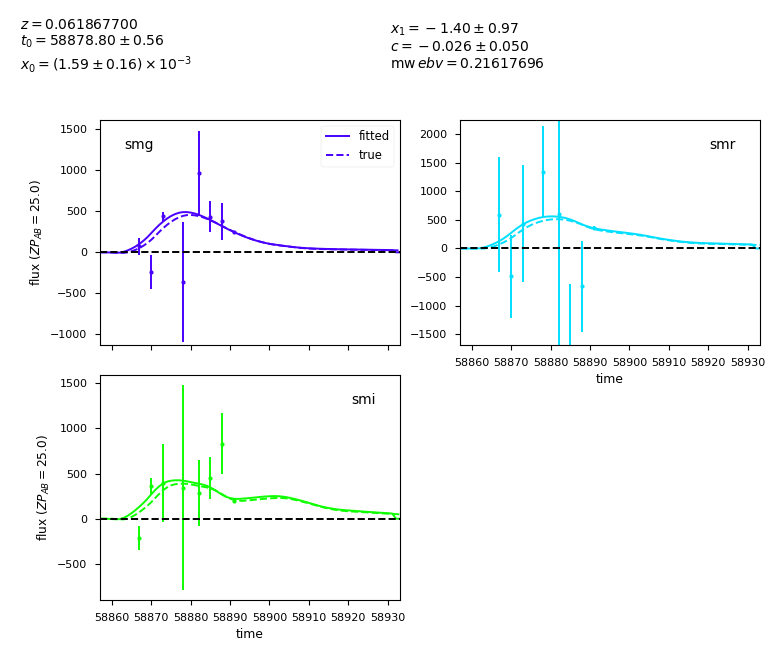 z = 0.061867700
t₀ = 58878.80 ± 0.56
x₀ = (1.59 ± 0.16) × 10⁻³
x₁ = −1.40 ± 0.97
c = −0.026 ± 0.050
mw ebv = 0.21617696
smg
fitted
true
1500
1000
500
0
−500
−1000
flux (ZP_AB = 25.0)
smr
2000
1500
1000
500
0
−500
−1000
−1500
58860 58870 58880 58890 58900 58910 58920 58930
time
smi
1500
1000
500
0
−500
flux (ZP_AB = 25.0)
58860 58870 58880 58890 58900 58910 58920 58930
time